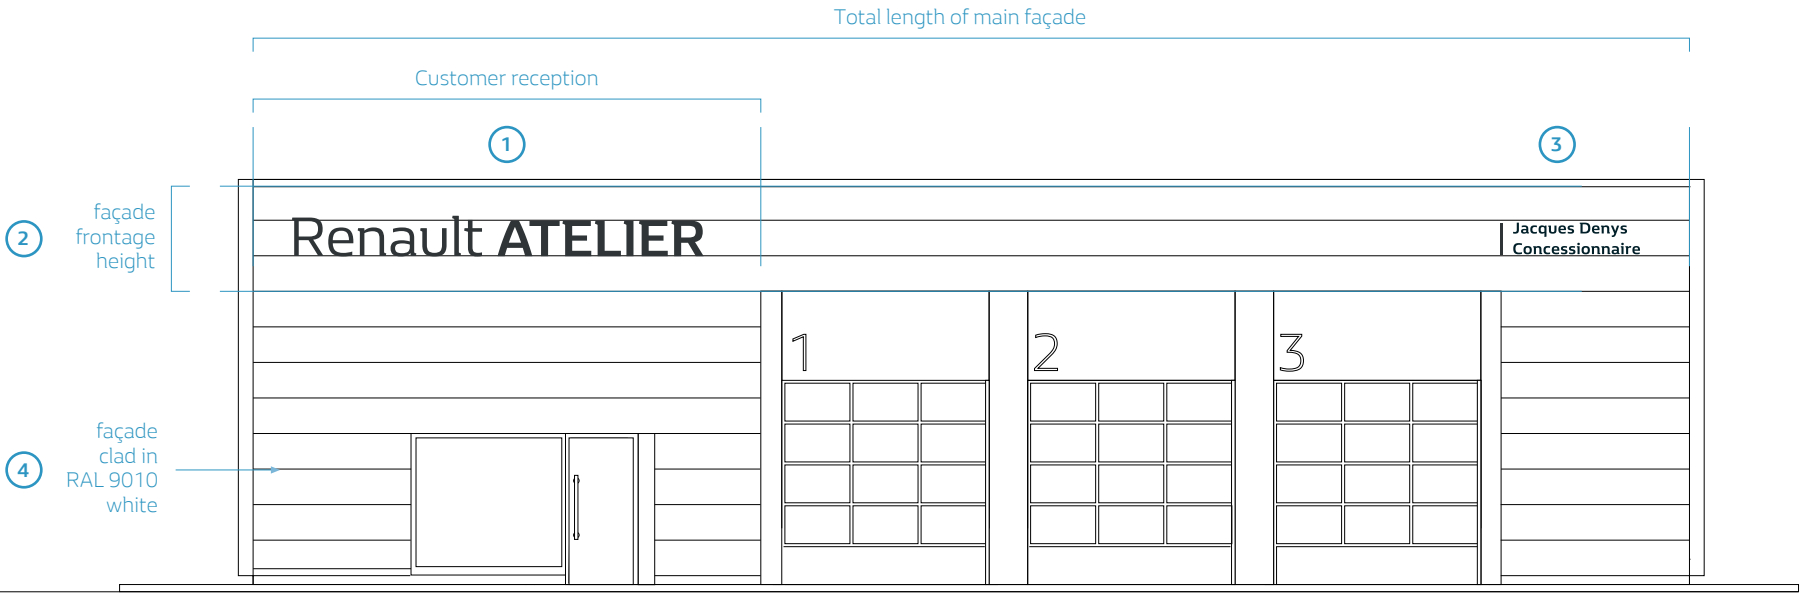 Total length of main façade
Customer reception
1
3
2
façade
frontage
height
Renault ATELIER
Jacques Denys
Concessionnaire
1
2
3
4
façade
clad in
RAL 9010
white